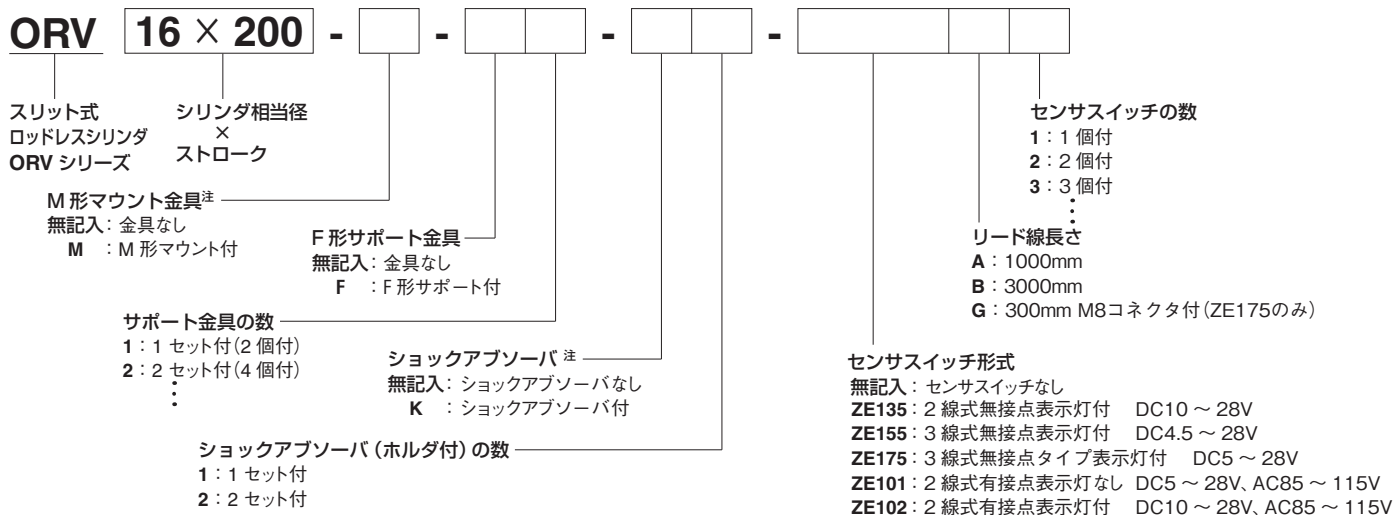 ORV 16 × 200 - - - -
スリット式
ロッドレスシリンダ
ORV シリーズ
シリンダ相当径
×
ストローク
M 形マウント金具注
無記入：金具なし
M ：M 形マウント付
F 形サポート金具
無記入：金具なし
F ：F 形サポート付
サポート金具の数
1：1 セット付（2 個付）
2：2 セット付（4 個付）
ショックアブソーバ 注
無記入：ショックアブソーバなし
K ：ショックアブソーバ付
ショックアブソーバ（ホルダ付）の数
1：1 セット付
2：2 セット付
センサスイッチの数
1：1 個付
2：2 個付
3：3 個付
リード線長さ
A：1000mm
B：3000mm
G：300mm M8コネクタ付（ZE175のみ）
センサスイッチ形式
無記入：センサスイッチなし
ZE135：2 線式無接点表示灯付 DC10 ～ 28V
ZE155：3 線式無接点表示灯付 DC4.5 ～ 28V
ZE175：3 線式無接点タイプ表示灯付 DC5 ～ 28V
ZE101：2 線式有接点表示灯なし DC5 ～ 28V、AC85 ～ 115V
ZE102：2 線式有接点表示灯付 DC10 ～ 28V、AC85 ～ 115V